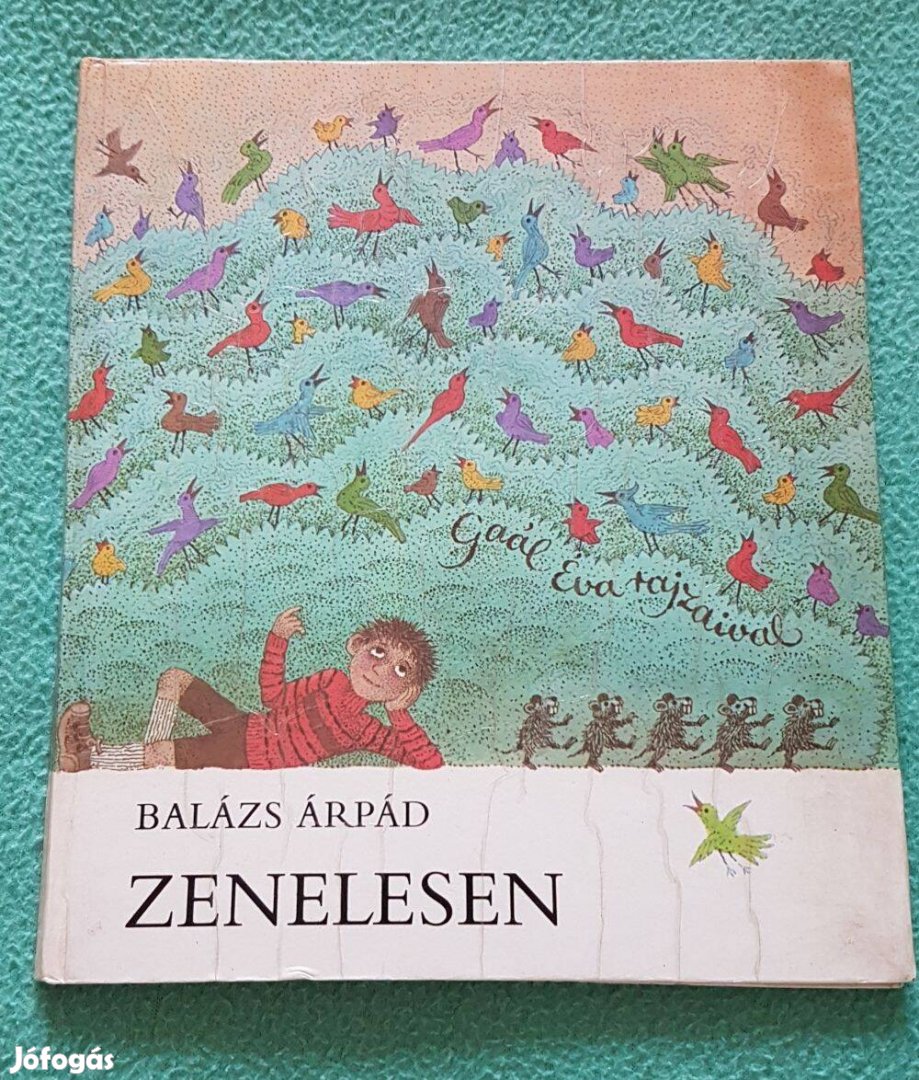 Gaál Éva rajzaival
BALÁZS ÁRPÁD
ZENELESEN
Jófogás